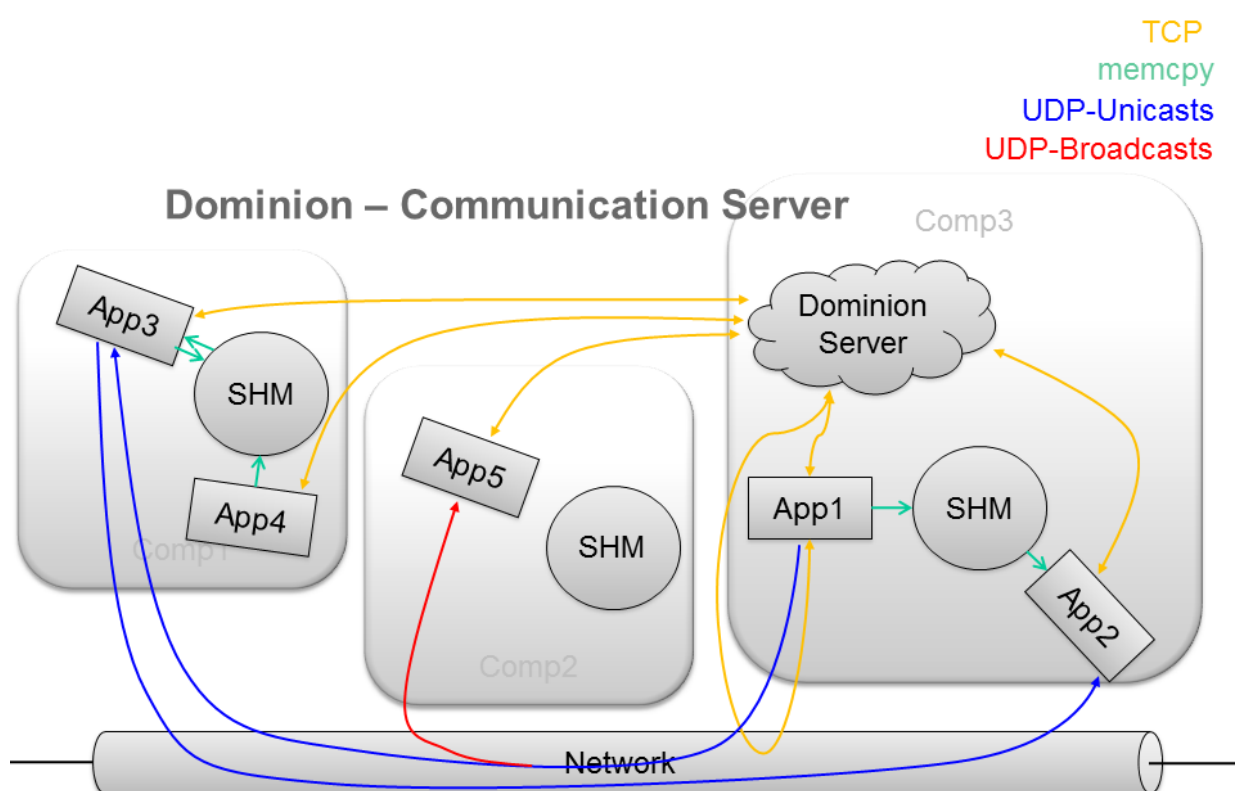 TCP
memcpy
UDP-Unicasts
UDP-Broadcasts
Dominion – Communication Server
Comp3
App3
Dominion
Server
SHM
App5
App4
App1
SHM
SHM
Comp1
App2
Comp2
Network